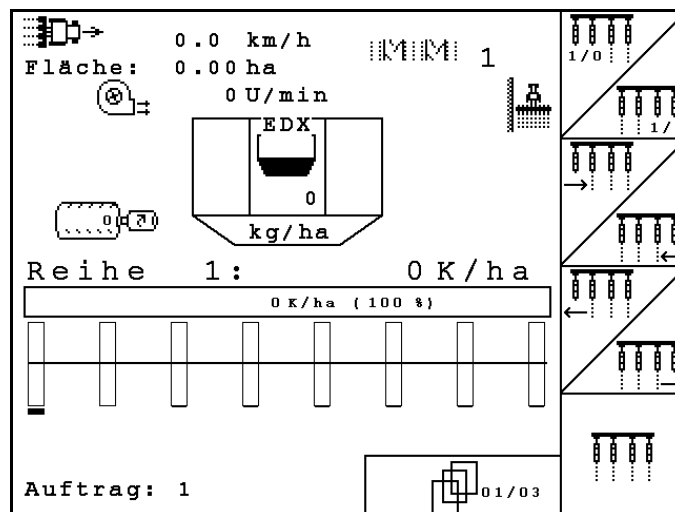 0.0 km/h
1
Fläche: 0.00 ha
0 U/min
EDX
0
kg/ha
0
Reihe 1: 0 K/ha
0 K/ha (100 %)
Auftrag: 1
01/03
1/0
1/